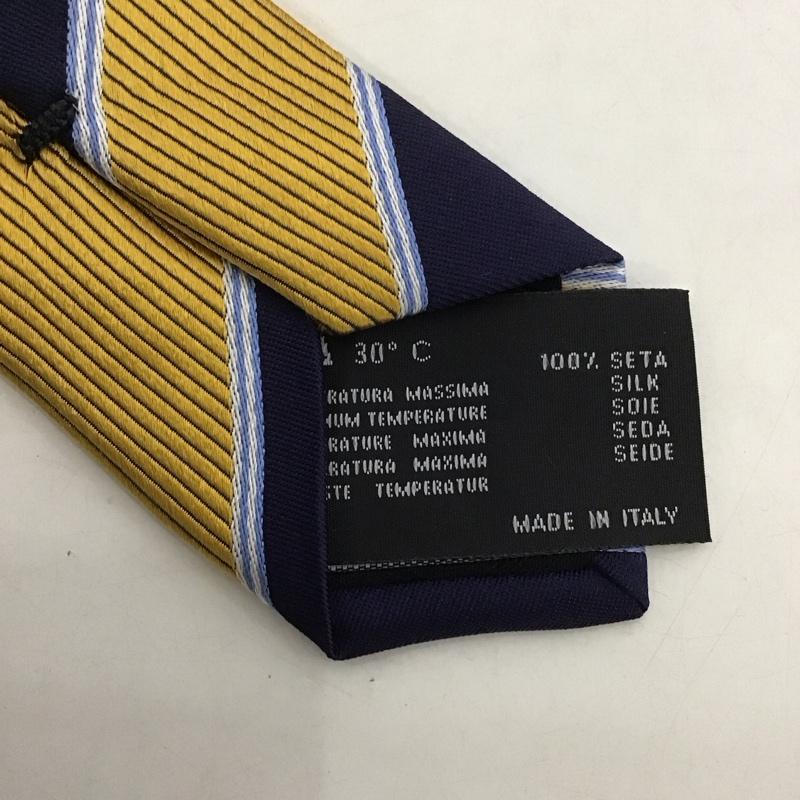 30° C
RATURA MASSIMA
UM TEMPERATURE
RATURE MAXIMA
RATURA MAXIMA
STE TEMPERATUR
100% SETA
SILK
SOIE
SEDA
SEIDE
MADE IN ITALY